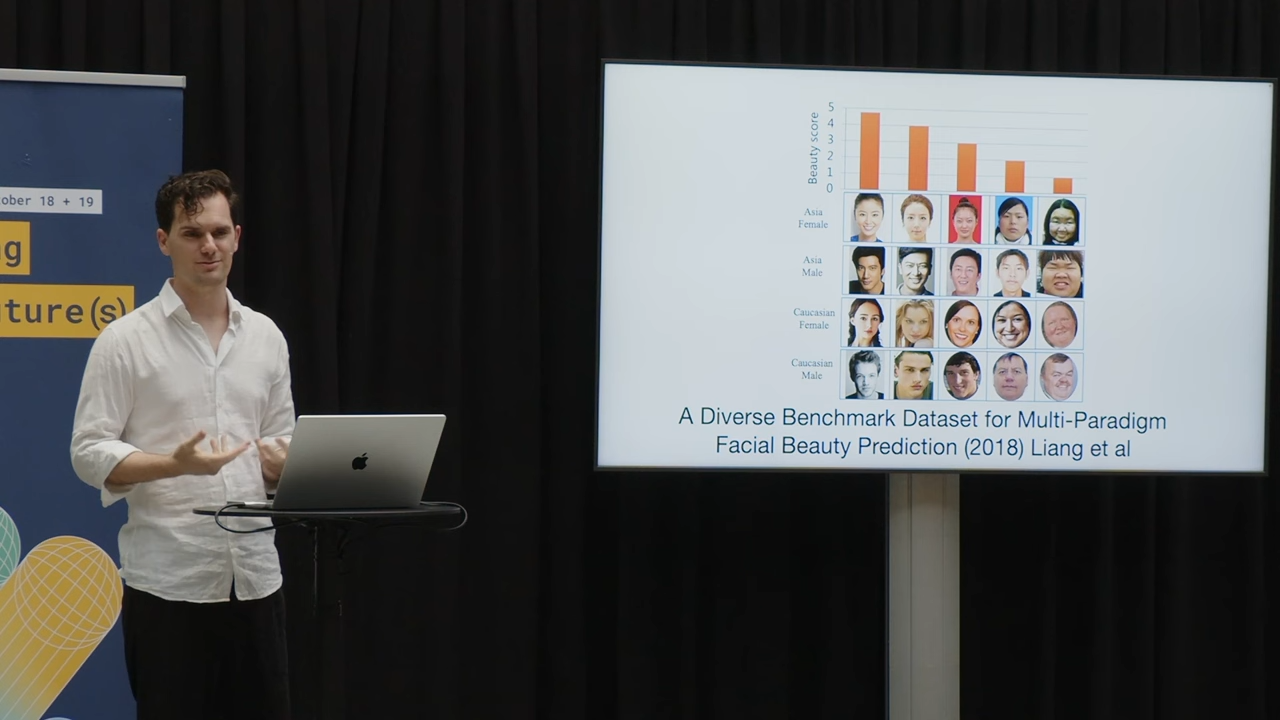 ober 18 + 19
g
ture(s)
Beauty score
5
4
3
2
1
0
Asia
Female
Asia
Male
Caucasian
Female
Caucasian
Male
A Diverse Benchmark Dataset for Multi-Paradigm
Facial Beauty Prediction (2018) Liang et al